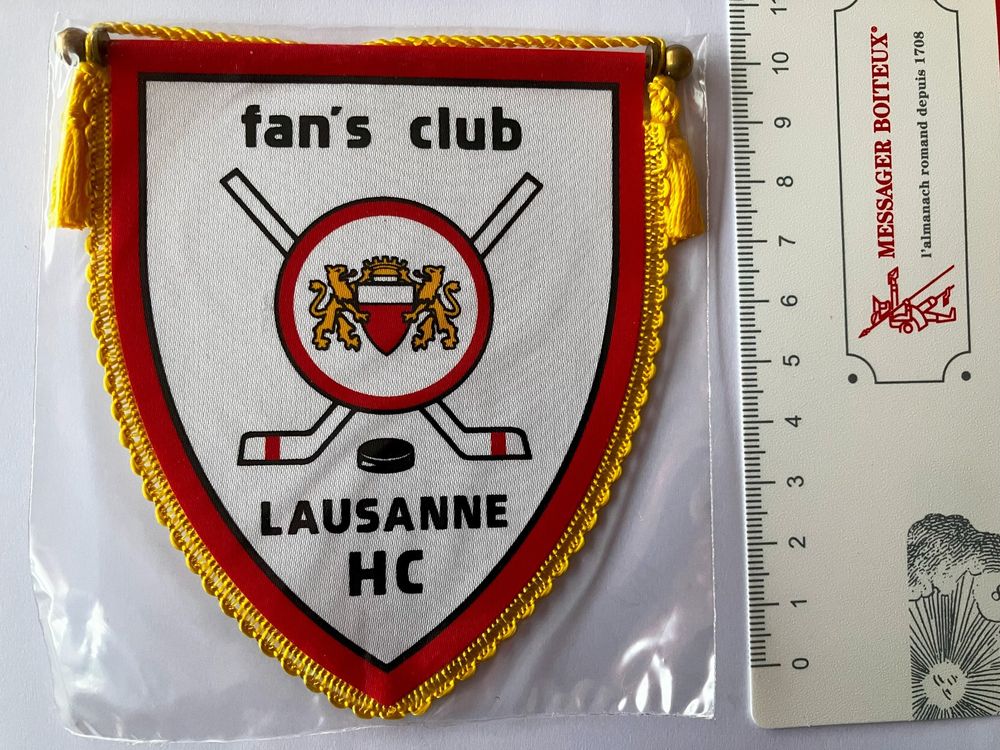 fan's club
LAUSANNE
HC
MESSAGER BOITEUX®
l'almanach romand depuis 1708
11
10
9
8
7
6
5
4
3
2
1
0